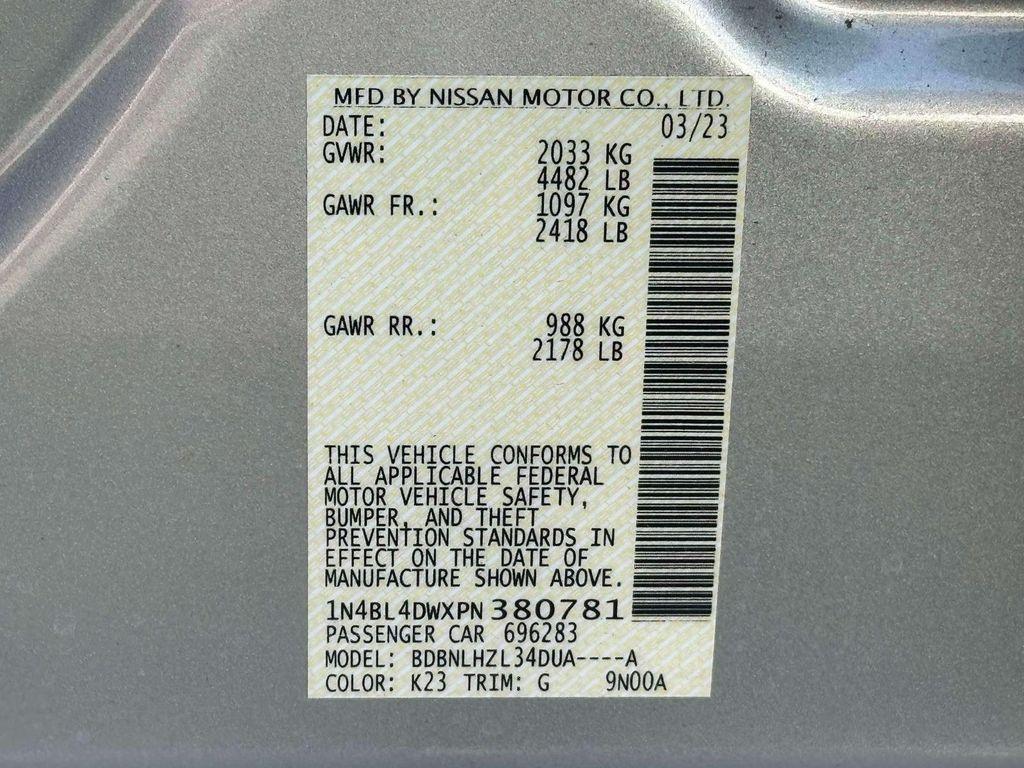 MFD BY NISSAN MOTOR CO., LTD.
DATE: 03/23
GVWR: 2033 KG
4482 LB
GAWR FR.: 1097 KG
2418 LB
GAWR RR.: 988 KG
2178 LB
THIS VEHICLE CONFORMS TO
ALL APPLICABLE FEDERAL
MOTOR VEHICLE SAFETY,
BUMPER, AND THEFT
PREVENTION STANDARDS IN
EFFECT ON THE DATE OF
MANUFACTURE SHOWN ABOVE.
1N4BL4DWXPN380781
PASSENGER CAR 696283
MODEL: BDBNLHZL34DUA----A
COLOR: K23 TRIM: G 9N00A